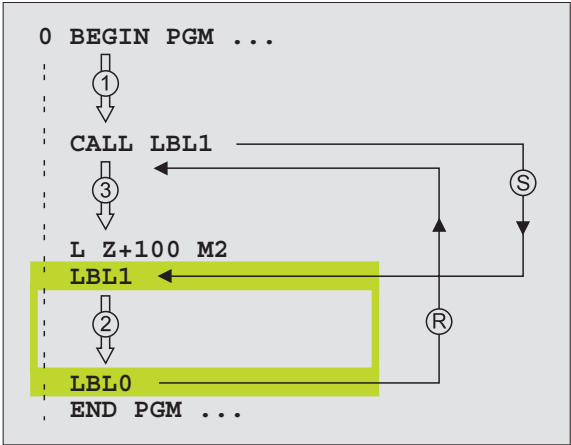 0 BEGIN PGM ...
1
CALL LBL1
S
3
L Z+100 M2
LBL1
2
R
LBL0
END PGM ...